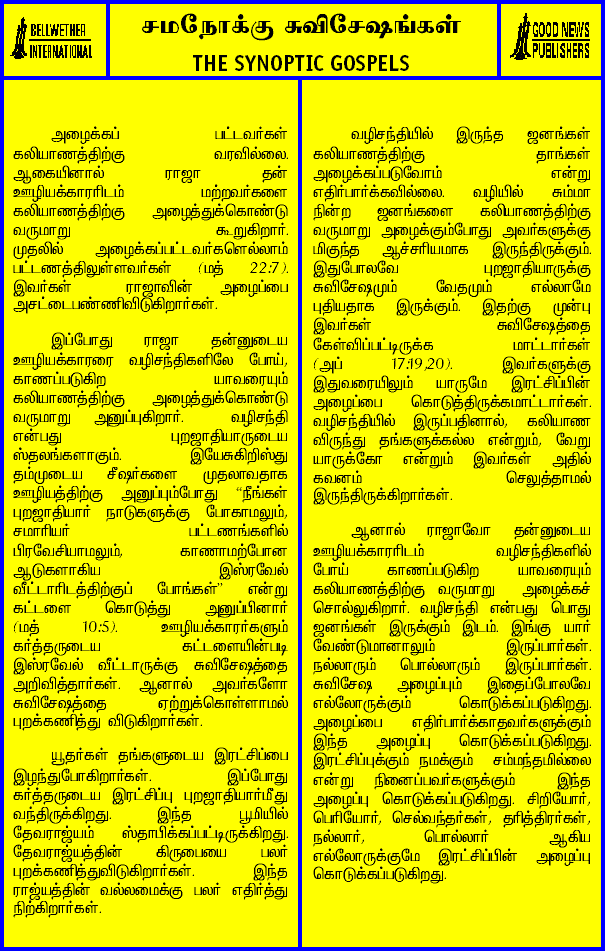 BELLWETHER
INTERNATIONAL
சமநோக்கு சுவிசேஷங்கள்
THE SYNOPTIC GOSPELS
GOOD NEWS
PUBLISHERS
அழைக்கப் பட்டவர்கள்
கலியாணத்திற்கு வரவில்லை.
ஆகையினால் ராஜா தன்
ஊழியக்காரரிடம் மற்றவர்களை
கலியாணத்திற்கு அழைத்துக்கொண்டு
வருமாறு கூறுகிறார்.
முதலில் அழைக்கப்பட்டவர்களெல்லாம்
பட்டணத்திலுள்ளவர்கள் (மத் 22:7).
இவர்கள் ராஜாவின் அழைப்பை
அசட்டைபண்ணிவிடுகிறார்கள்.
இப்போது ராஜா தன்னுடைய
ஊழியக்காரரை வழிசந்திகளிலே போய்,
காணப்படுகிற யாவரையும்
கலியாணத்திற்கு அழைத்துக்கொண்டு
வருமாறு அனுப்புகிறார். வழிசந்தி
என்பது புறஜாதியாருடைய
ஸ்தலங்களாகும். இயேசுகிறிஸ்து
தம்முடைய சீஷர்களை முதலாவதாக
ஊழியத்திற்கு அனுப்பும்போது "நீங்கள்
புறஜாதியார் நாடுகளுக்கு போகாமலும்,
சமாரியர் பட்டணங்களில்
பிரவேசியாமலும், காணாமற்போன
ஆடுகளாகிய இஸ்ரவேல்
வீட்டாரிடத்திற்குப் போங்கள்" என்று
கட்டளை கொடுத்து அனுப்பினார்
(மத் 10:5). ஊழியக்காரர்களும்
கர்த்தருடைய கட்டளையின்படி
இஸ்ரவேல் வீட்டாருக்கு சுவிசேஷத்தை
அறிவித்தார்கள். ஆனால் அவர்களோ
சுவிசேஷத்தை ஏற்றுக்கொள்ளாமல்
புறக்கணித்து விடுகிறார்கள்.
யூதர்கள் தங்களுடைய இரட்சிப்பை
இழந்துபோகிறார்கள். இப்போது
கர்த்தருடைய இரட்சிப்பு புறஜாதியார்மீது
வந்திருக்கிறது. இந்த பூமியில்
தேவராஜ்யம் ஸ்தாபிக்கப்பட்டிருக்கிறது.
தேவராஜ்யத்தின் கிருபையை பலர்
புறக்கணித்துவிடுகிறார்கள். இந்த
ராஜ்யத்தின் வல்லமைக்கு பலர் எதிர்த்து
நிற்கிறார்கள்.
வழிசந்தியில் இருந்த ஜனங்கள்
கலியாணத்திற்கு தாங்கள்
அழைக்கப்படுவோம் என்று
எதிர்பார்க்கவில்லை. வழியில் சும்மா
நின்ற ஜனங்களை கலியாணத்திற்கு
வருமாறு அழைக்கும்போது அவர்களுக்கு
மிகுந்த ஆச்சரியமாக இருந்திருக்கும்.
இதுபோலவே புறஜாதியாருக்கு
சுவிசேஷமும் வேதமும் எல்லாமே
புதியதாக இருக்கும். இதற்கு முன்பு
இவர்கள் சுவிசேஷத்தை
கேள்விப்பட்டிருக்க மாட்டார்கள்
(அப் 17:19,20). இவர்களுக்கு
இதுவரையிலும் யாருமே இரட்சிப்பின்
அழைப்பை கொடுத்திருக்கமாட்டார்கள்.
வழிசந்தியில் இருப்பதினால், கலியாண
விருந்து தங்களுக்கல்ல என்றும், வேறு
யாருக்கோ என்றும் இவர்கள் அதில்
கவனம் செலுத்தாமல்
இருந்திருக்கிறார்கள்.
ஆனால் ராஜாவோ தன்னுடைய
ஊழியக்காரரிடம் வழிசந்திகளில்
போய் காணப்படுகிற யாவரையும்
கலியாணத்திற்கு வருமாறு அழைக்கச்
சொல்லுகிறார். வழிசந்தி என்பது பொது
ஜனங்கள் இருக்கும் இடம். இங்கு யார்
வேண்டுமானாலும் இருப்பார்கள்.
நல்லாரும் பொல்லாரும் இருப்பார்கள்.
சுவிசேஷ அழைப்பும் இதைப்போலவே
எல்லோருக்கும் கொடுக்கப்படுகிறது.
அழைப்பை எதிர்பார்க்காதவர்களுக்கும்
இந்த அழைப்பு கொடுக்கப்படுகிறது.
இரட்சிப்புக்கும் நமக்கும் சம்மந்தமில்லை
என்று நினைப்பவர்களுக்கும் இந்த
அழைப்பு கொடுக்கப்படுகிறது. சிறியோர்,
பெரியோர், செல்வந்தர்கள், தரித்திரர்கள்,
நல்லார், பொல்லார் ஆகிய
எல்லோருக்குமே இரட்சிப்பின் அழைப்பு
கொடுக்கப்படுகிறது.